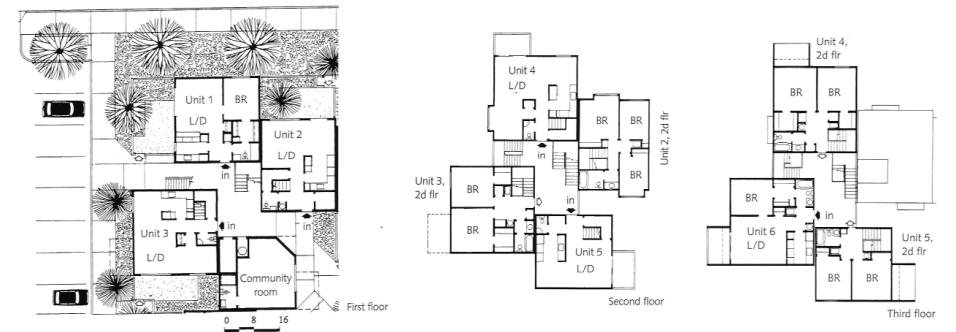 Unit 1
BR
L/D
Unit 2
L/D
in
in
Unit 3
in
L/D
Community
room
First floor
0 8 16
Unit 4
L/D
BR
BR
BR
Unit 2, 2d flr
in
Unit 3,
2d flr
BR
BR
in
Unit 5
L/D
Second floor
Unit 4,
2d flr
BR
BR
BR
in
Unit 6
L/D
Unit 5,
2d flr
BR
BR
Third floor